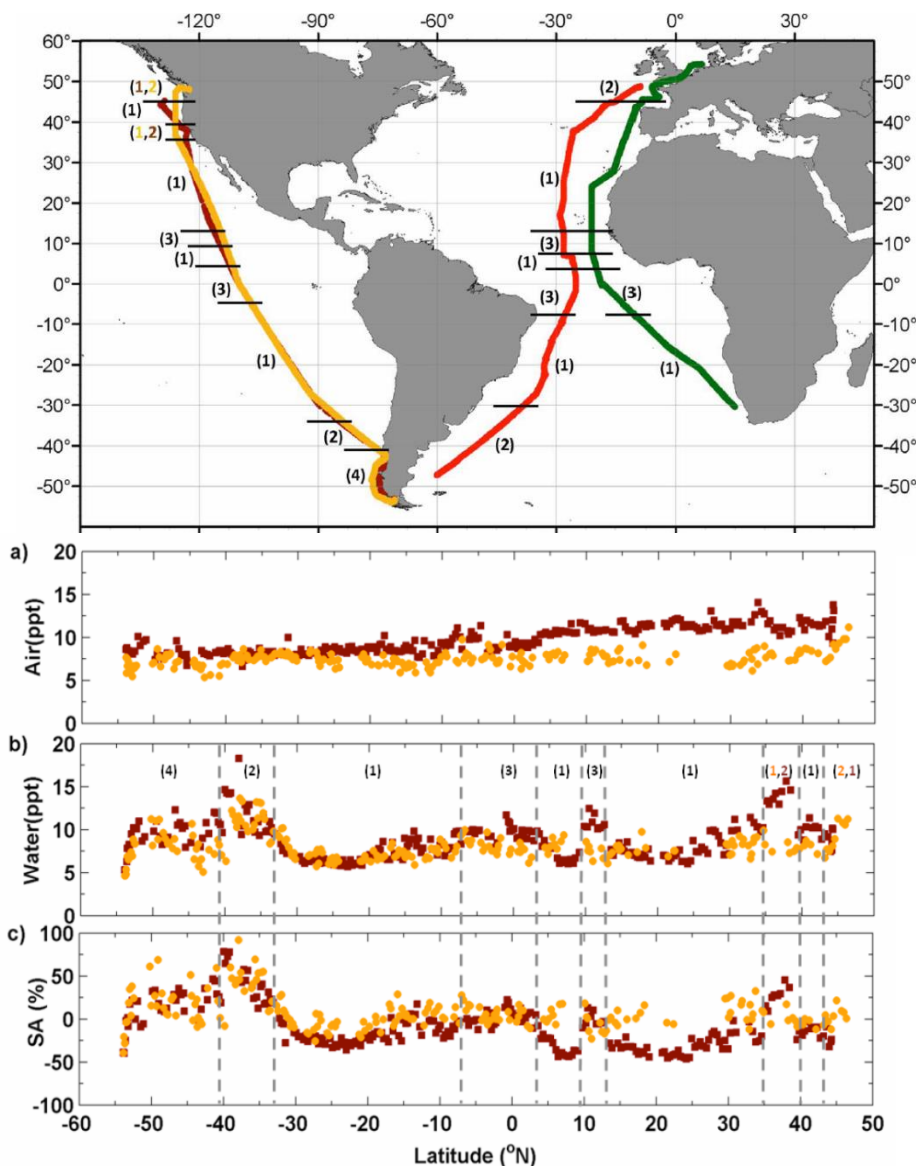 -120° -90° -60° -30° 0° 30°
60° 60°
50° (1,2) (2) 50°
(1)
40° 40°
(1,2)
30° 30°
(1) (1)
20° 20°
(3)
10° (3) 10°
(1) (1)
0° 0°
(3) (3) (3)
-10° -10°
(1) (1) (1)
-20° -20°
-30° -30°
(2) (2)
-40° -40°
(4)
-50° -50°
a)
20
15
10
5
0
Air(ppt)
b)
20
15
10
5
0
Water(ppt)
(4) (2) (1) (3) (1) (3) (1) (1,2) (1) (2,1)
c)
100
50
0
-50
-100
SA (%)
-60 -50 -40 -30 -20 -10 0 10 20 30 40 50
Latitude (°N)